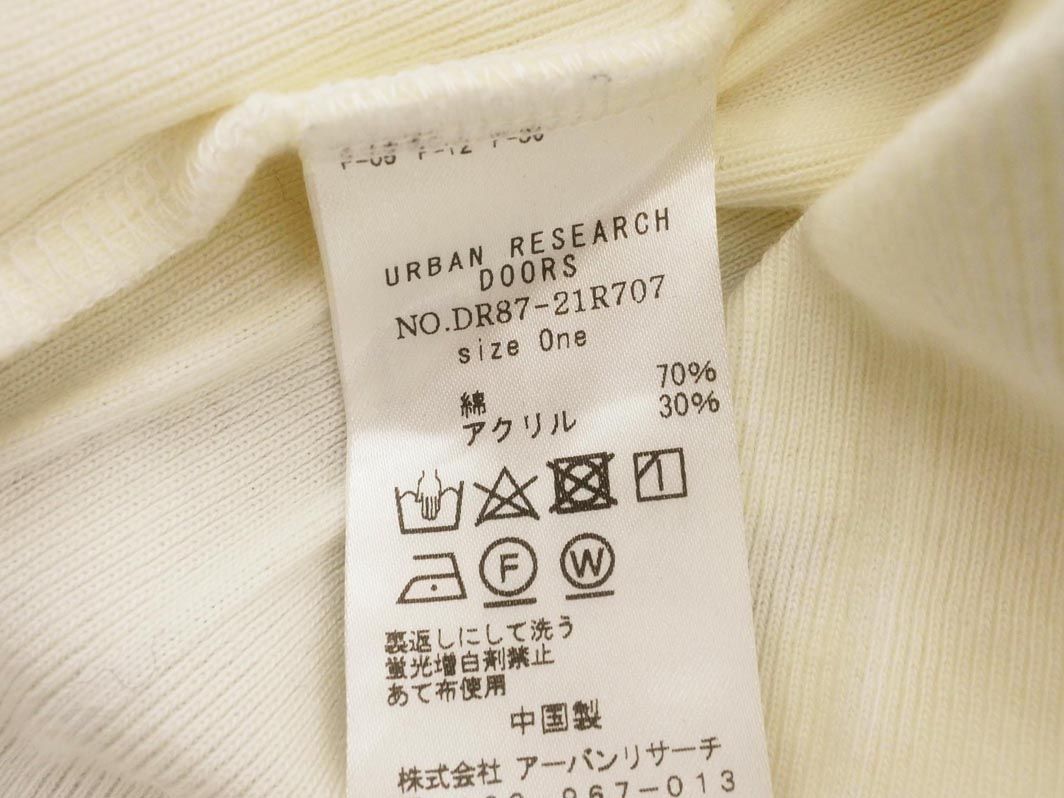 URBAN RESEARCH
DOORS
NO.DR87-21R707
size One
綿 70%
アクリル 30%
F W
裏返しにして洗う
蛍光増白剤禁止
あて布使用
中国製
株式会社 アーバンリサーチ
967-013